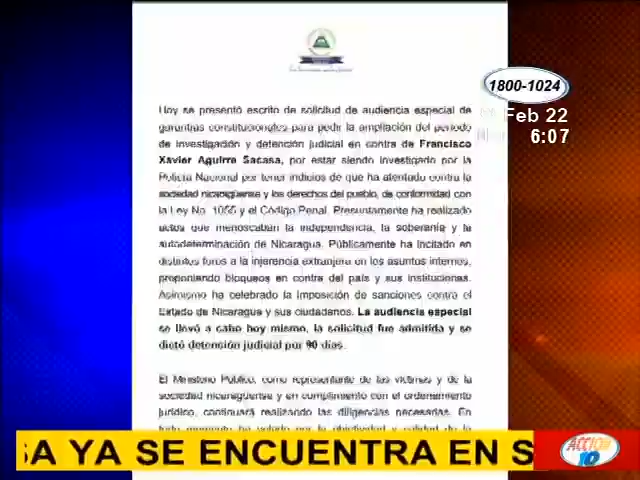 1800-1024
Feb 22
6:07
Hoy se presentó escrito de solicitud de audiencia especial de
garantías constitucionales para pedir la ampliación del periodo
de investigación y detención judicial en contra de Francisco
Xavier Aguirre Sacasa, por estar siendo investigado por la
Policía Nacional por tener indicios de que ha atentado contra la
sociedad nicaragüense y los derechos del pueblo, de conformidad con
la Ley No. 1055 y el Código Penal. Presuntamente ha realizado
actos que menoscaban la independencia, la soberanía y la
autodeterminación de Nicaragua. Públicamente ha incitado en
distintos foros a la injerencia extranjera en los asuntos internos,
proponiendo bloqueos en contra del país y sus instituciones.
Asimismo ha celebrado la imposición de sanciones contra el
Estado de Nicaragua y sus ciudadanos. La audiencia especial
se llevó a cabo hoy mismo, la solicitud fue admitida y se
dictó detención judicial por 90 días.
El Ministerio Público, como representante de las víctimas y de la
sociedad nicaragüense y en cumplimiento con el ordenamiento
jurídico, continuará realizando las diligencias necesarias. En
SA YA SE ENCUENTRA EN S
ACCION
10